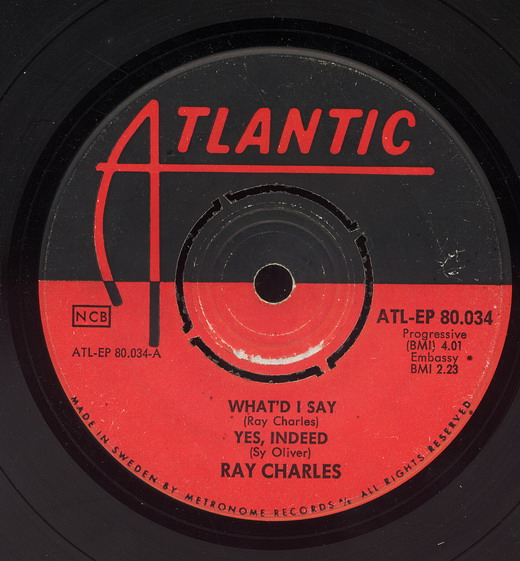 ATLANTIC
NCB
ATL-EP 80.034
Progressive
(BMI) 4.01
Embassy
BMI 2.23
ATL-EP 80.034-A
WHAT'D I SAY
(Ray Charles)
YES, INDEED
(Sy Oliver)
RAY CHARLES
MADE IN SWEDEN BY METRONOME RECORDS A/S ALL RIGHTS RESERVED